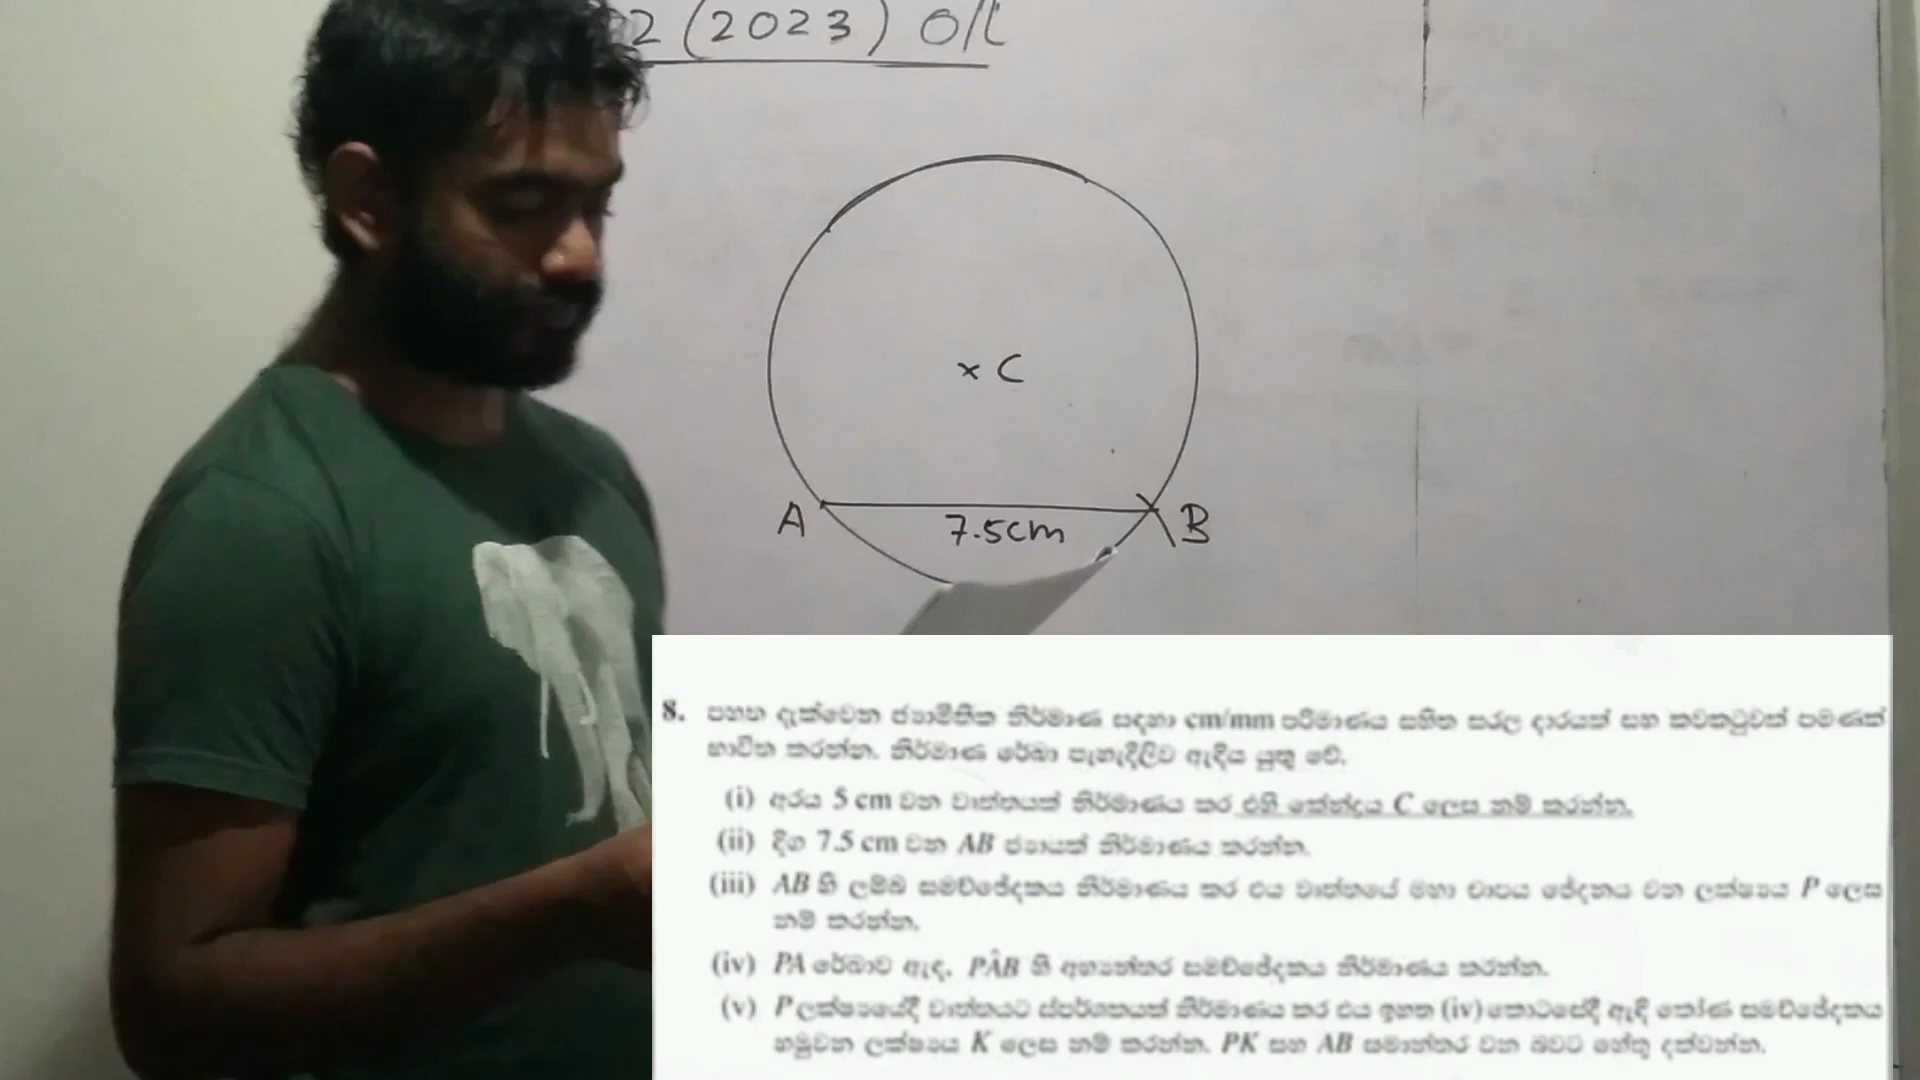 2 (2023) O/L
× C
A
7.5cm
B
8. පහත දැක්වෙන ජ්‍යාමිතික නිර්මාණ සඳහා cm/mm පරිමාණය සහිත සරල දාරයක් සහ කවකටුවක් පමණක්
භාවිත කරන්න. නිර්මාණ රේඛා පැහැදිලිව ඇඳිය යුතු වේ.
(i) අරය 5 cm වන වෘත්තයක් නිර්මාණය කර එහි කේන්ද්‍රය C ලෙස නම් කරන්න.
(ii) දිග 7.5 cm වන AB ජ්‍යායක් නිර්මාණය කරන්න.
(iii) AB හි ලම්බ සමච්ඡේදකය නිර්මාණය කර එය වෘත්තයේ මහා චාපය ඡේදනය වන ලක්ෂ්‍යය P ලෙස
නම් කරන්න.
(iv) PA රේඛාව ඇඳ, PÂB හි අභ්‍යන්තර සමච්ඡේදකය නිර්මාණය කරන්න.
(v) P ලක්ෂ්‍යයේදී වෘත්තයට ස්පර්ශකයක් නිර්මාණය කර එය ඉහත (iv) කොටසේදී ඇඳි කෝණ සමච්ඡේදකය
හමුවන ලක්ෂ්‍යය K ලෙස නම් කරන්න. PK සහ AB සමාන්තර වන බවට හේතු දක්වන්න.